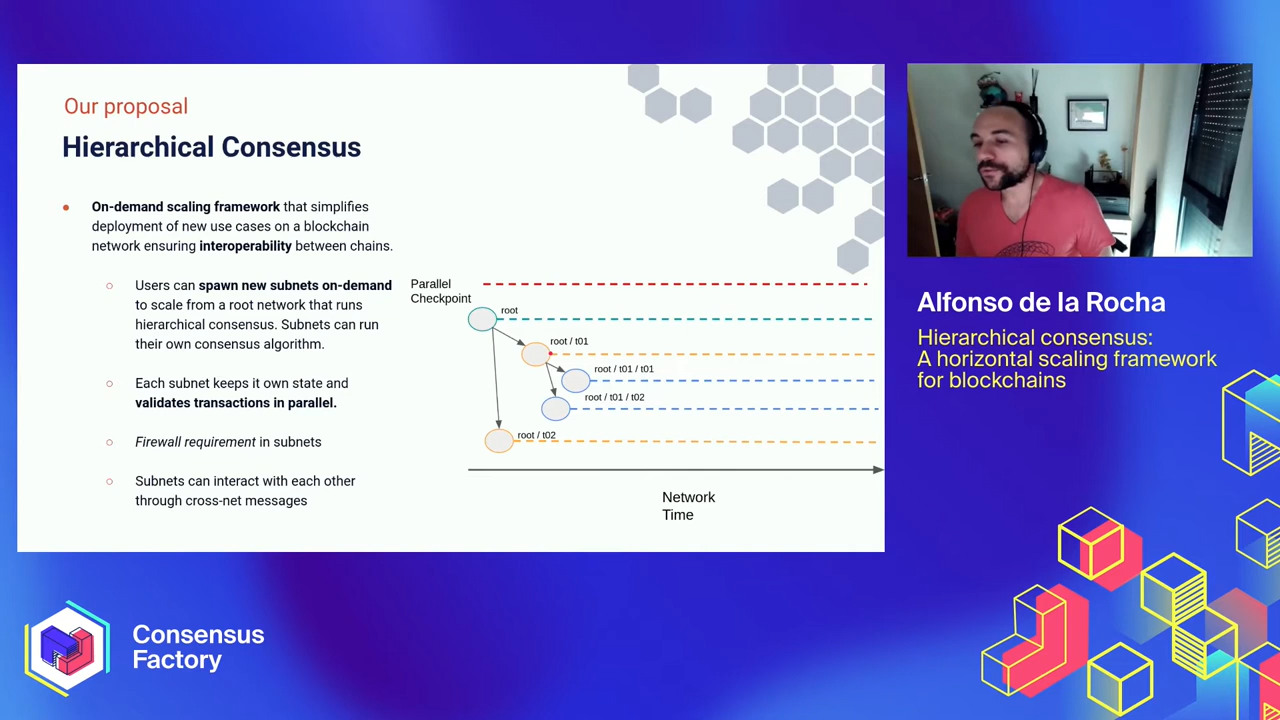 Our proposal
Hierarchical Consensus
On-demand scaling framework that simplifies
deployment of new use cases on a blockchain
network ensuring interoperability between chains.
Users can spawn new subnets on-demand
to scale from a root network that runs
hierarchical consensus. Subnets can run
their own consensus algorithm.
Each subnet keeps it own state and
validates transactions in parallel.
Firewall requirement in subnets
Subnets can interact with each other
through cross-net messages
Parallel
Checkpoint
root
root / t01
root / t01 / t01
root / t01 / t02
root / t02
Network
Time
Alfonso de la Rocha
Hierarchical consensus:
A horizontal scaling framework
for blockchains
Consensus
Factory